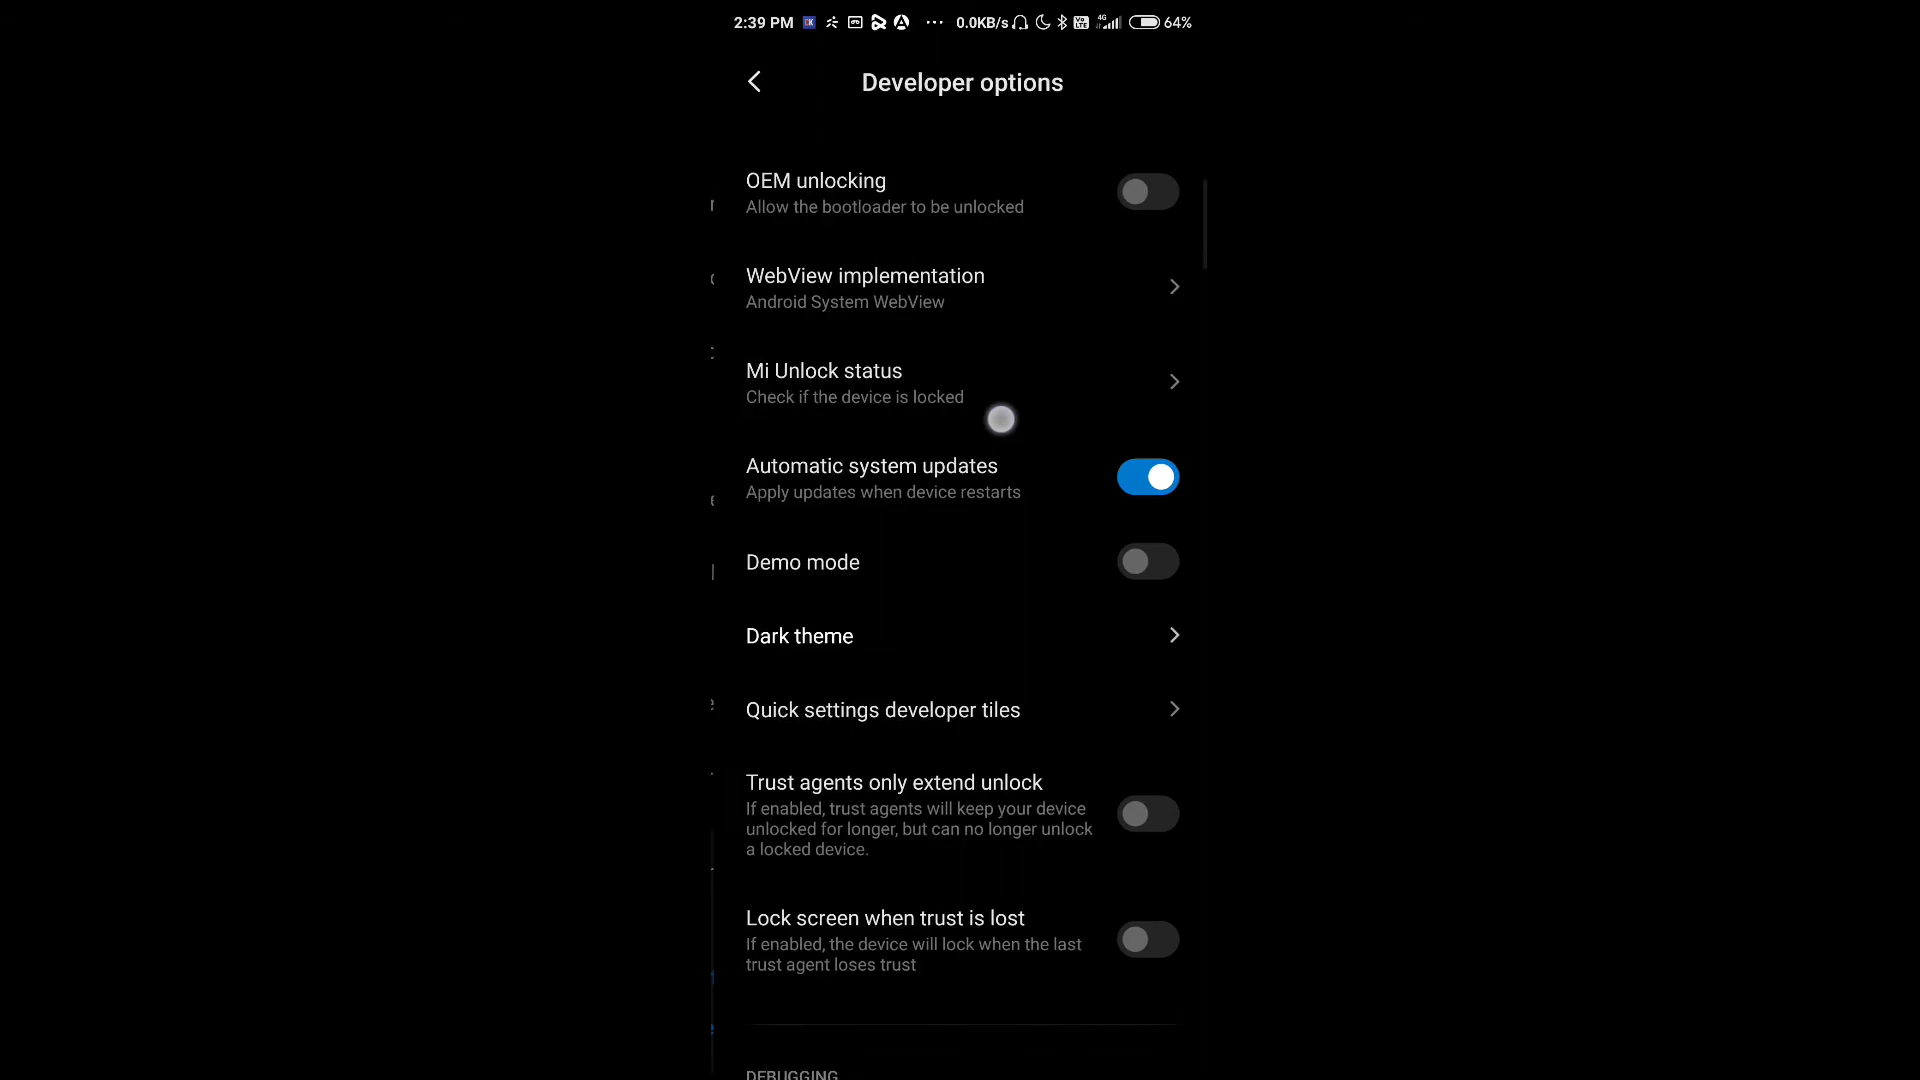 2:39 PM ··· 0.0KB/s 4G 64%
Developer options
OEM unlocking
Allow the bootloader to be unlocked
WebView implementation
Android System WebView
Mi Unlock status
Check if the device is locked
Automatic system updates
Apply updates when device restarts
Demo mode
Dark theme
Quick settings developer tiles
Trust agents only extend unlock
If enabled, trust agents will keep your device
unlocked for longer, but can no longer unlock
a locked device.
Lock screen when trust is lost
If enabled, the device will lock when the last
trust agent loses trust
DEBUGGING